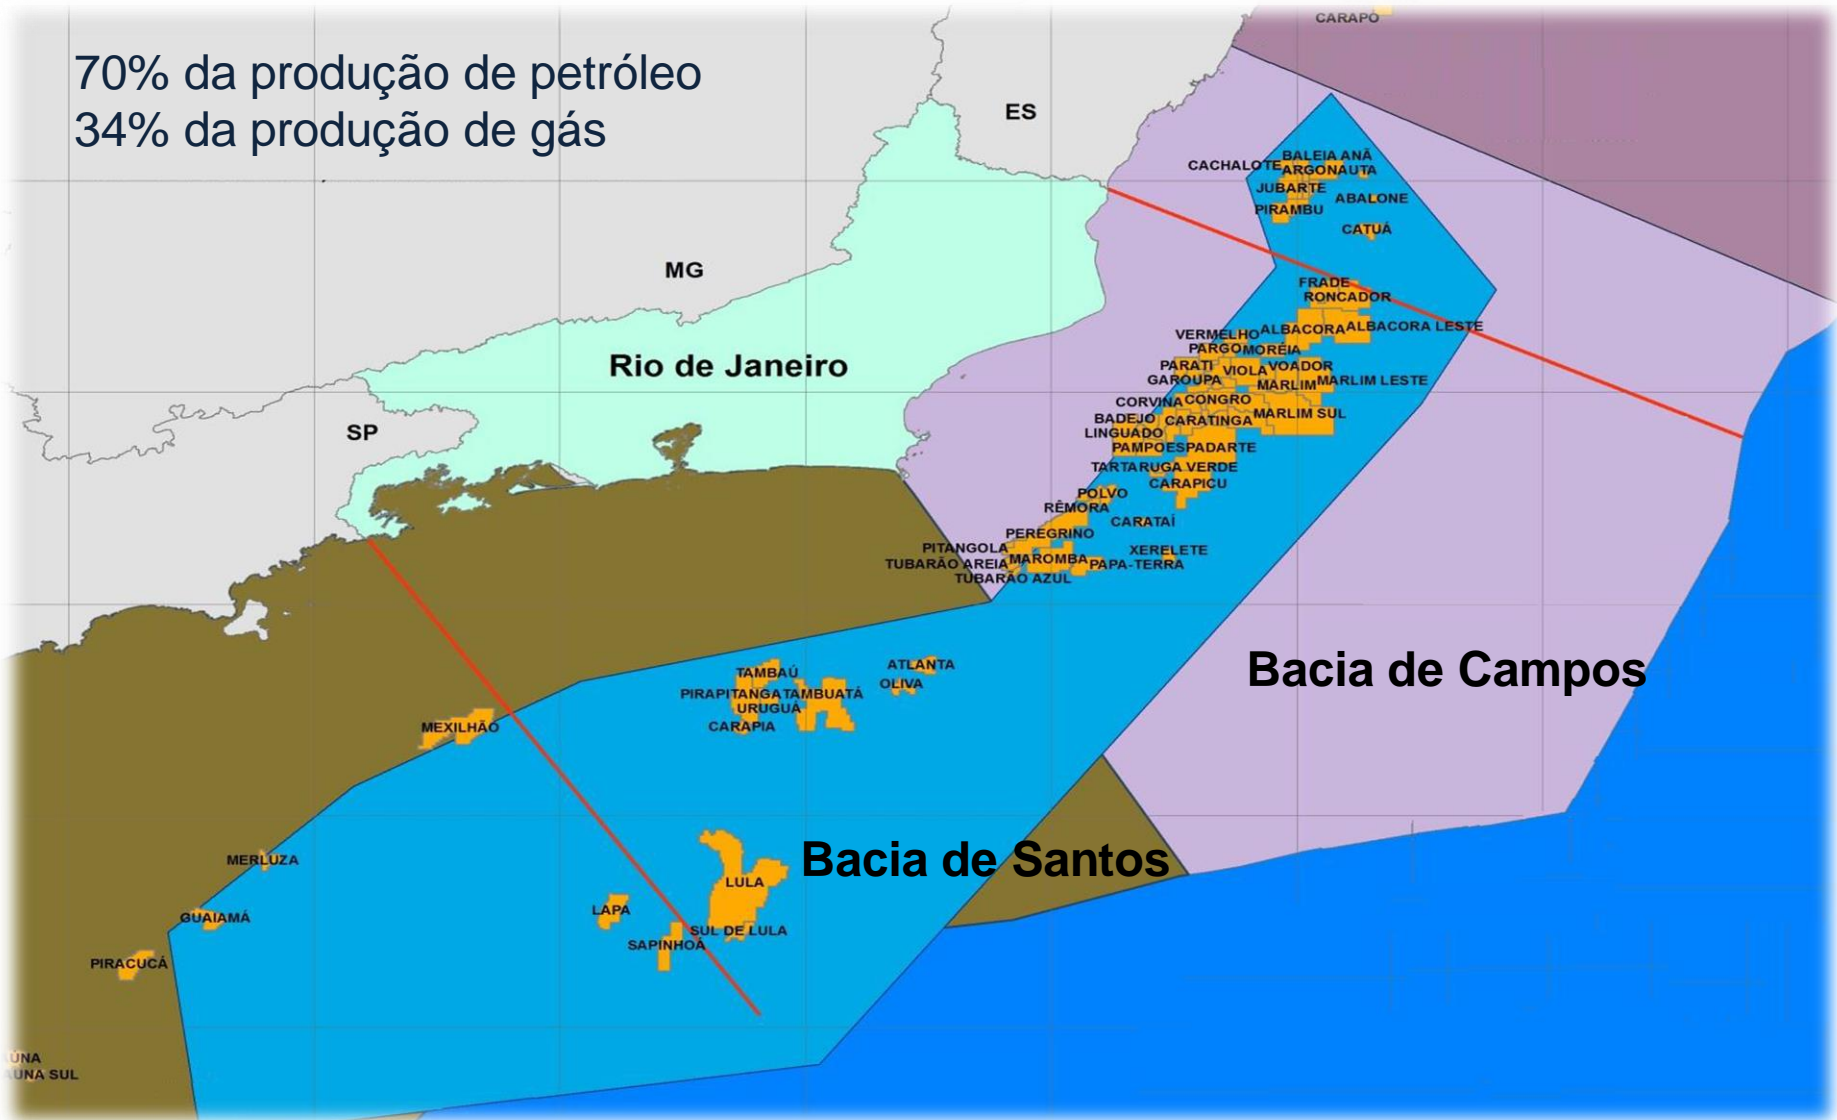 70% da produção de petróleo
34% da produção de gás
CARAPÓ
ES
MG
Rio de Janeiro
SP
CACHALOTE
BALEIA ANÃ
ARGONAUTA
JUBARTE
ABALONE
PIRAMBU
CATUÁ
FRADE
RONCADOR
VERMELHO
ALBACORA
ALBACORA LESTE
PARGO
MORÉIA
PARATI
VIOLA
VOADOR
GAROUPA
MARLIM
MARLIM LESTE
CORVINA
CONGRO
BADEJO
CARATINGA
MARLIM SUL
LINGUADO
PAMPO
ESPADARTE
TARTARUGA VERDE
CARAPICU
POLVO
RÊMORA
CARATAÍ
PEREGRINO
PITANGOLA
XERELETE
TUBARÃO AREIA
MAROMBA
PAPA-TERRA
TUBARÃO AZUL
Bacia de Campos
TAMBAÚ
ATLANTA
OLIVA
PIRAPITANGA
TAMBUATÁ
URUGUÁ
CARAPIA
MEXILHÃO
Bacia de Santos
MERLUZA
LULA
LAPA
GUAIAMÁ
SUL DE LULA
SAPINHOÁ
PIRACUCÁ
AÚNA SUL